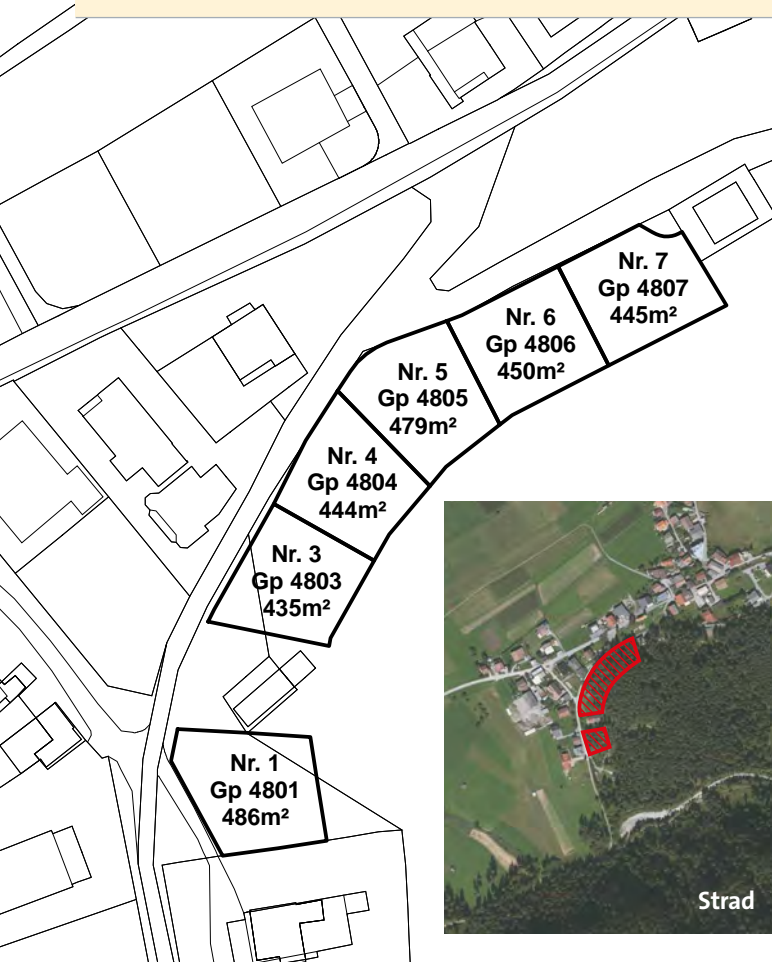 Nr. 7
Gp 4807
445m²
Nr. 6
Gp 4806
450m²
Nr. 5
Gp 4805
479m²
Nr. 4
Gp 4804
444m²
Nr. 3
Gp 4803
435m²
Nr. 1
Gp 4801
486m²
Strad